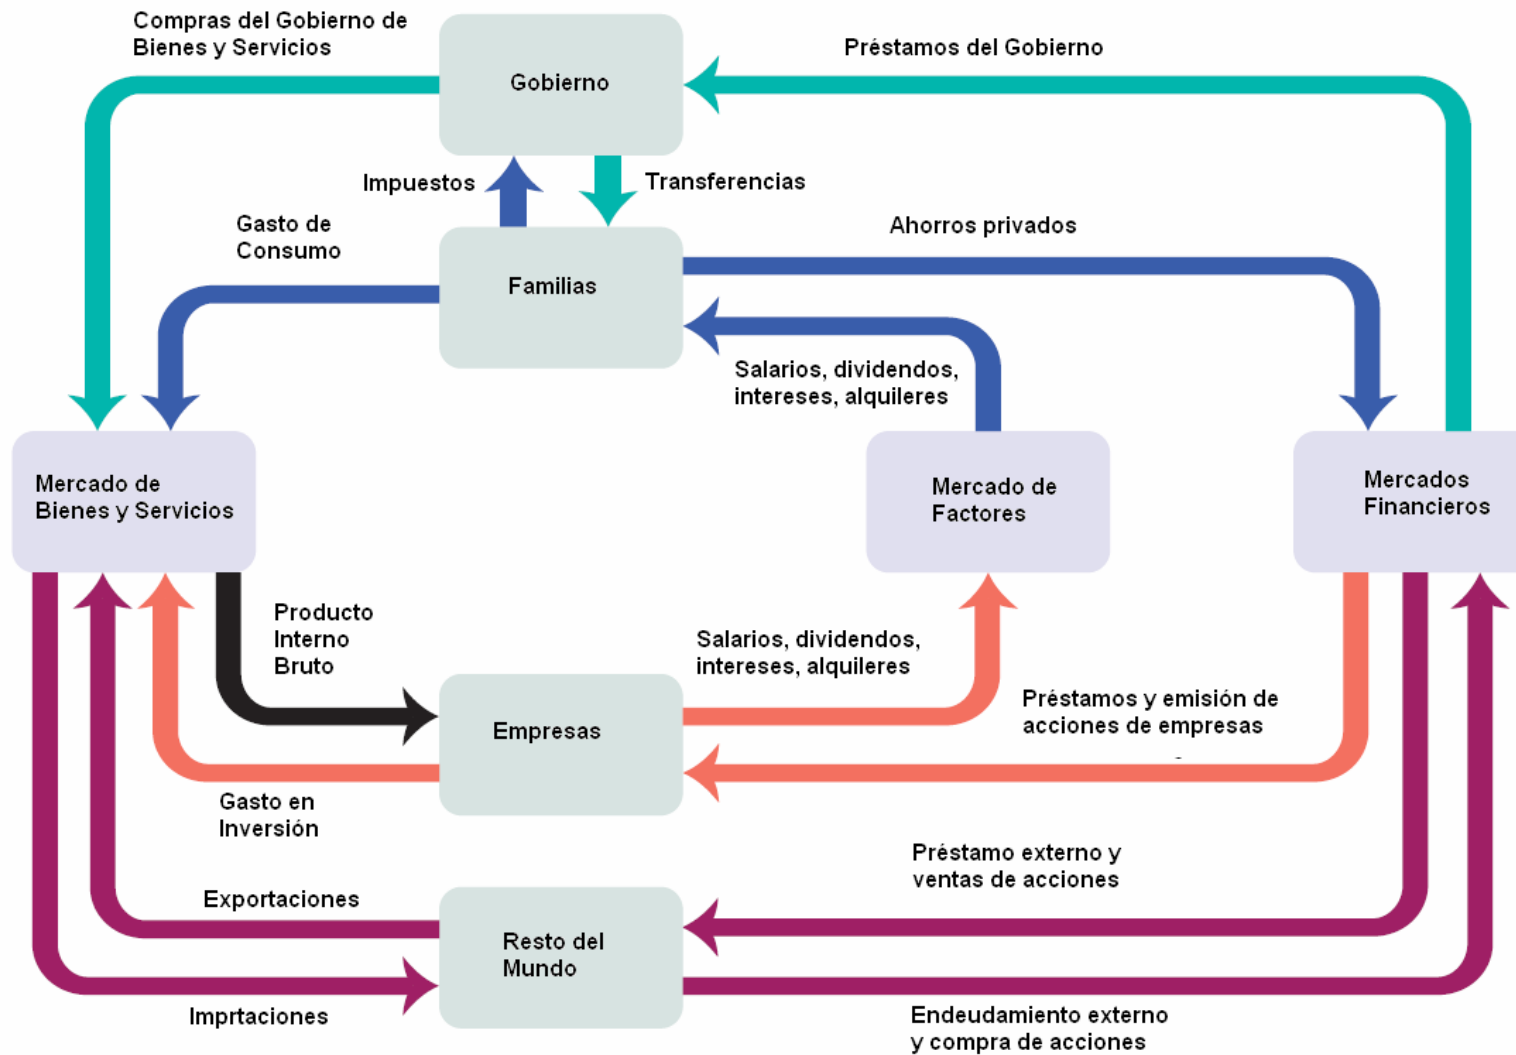 Compras del Gobierno de
Bienes y Servicios
Gobierno
Préstamos del Gobierno
Impuestos
Transferencias
Gasto de
Consumo
Familias
Ahorros privados
Salarios, dividendos,
intereses, alquileres
Mercado de
Bienes y Servicios
Mercado de
Factores
Mercados
Financieros
Producto
Interno
Bruto
Salarios, dividendos,
intereses, alquileres
Empresas
Préstamos y emisión de
acciones de empresas
Gasto en
Inversión
Préstamo externo y
ventas de acciones
Exportaciones
Resto del
Mundo
Imprtaciones
Endeudamiento externo
y compra de acciones